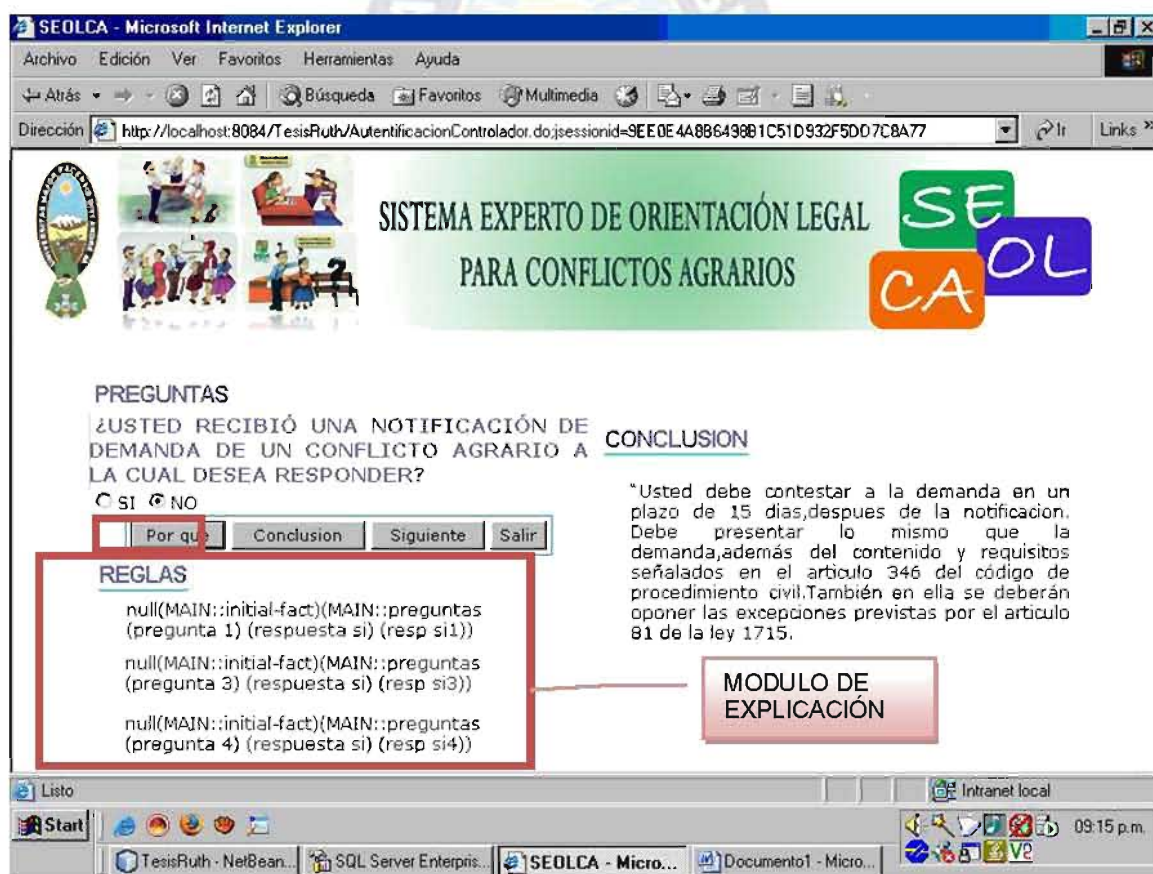 SEOLCA - Microsoft Internet Explorer
Archivo Edición Ver Favoritos Herramientas Ayuda
Atrás Búsqueda Favoritos Multimedia
Dirección http://localhost:8084/TesisRuth/AutentificacionControlador.do;jsessionid=9EE0E4A8B6498B1C51D932F5DD7C8A77 Ir Links »
SISTEMA EXPERTO DE ORIENTACIÓN LEGAL
PARA CONFLICTOS AGRARIOS
SE
OL
CA
PREGUNTAS
¿USTED RECIBIÓ UNA NOTIFICACIÓN DE
DEMANDA DE UN CONFLICTO AGRARIO A
LA CUAL DESEA RESPONDER?
SI NO
Por que Conclusion Siguiente Salir
REGLAS
null(MAIN::initial-fact)(MAIN::preguntas
(pregunta 1) (respuesta si) (resp si1))
null(MAIN::initial-fact)(MAIN::preguntas
(pregunta 3) (respuesta si) (resp si3))
null(MAIN::initial-fact)(MAIN::preguntas
(pregunta 4) (respuesta si) (resp si4))
CONCLUSION
"Usted debe contestar a la demanda en un
plazo de 15 dias,despues de la notificacion.
Debe presentar lo mismo que la
demanda,además del contenido y requisitos
señalados en el articulo 346 del código de
procedimiento civil.También en ella se deberán
oponer las excepciones previstas por el articulo
81 de la ley 1715.
MODULO DE
EXPLICACIÓN
Listo Intranet local
Start 09:15 p.m.
TesisRuth - NetBean... SQL Server Enterpris... SEOLCA - Micro... Documento1 - Micro...